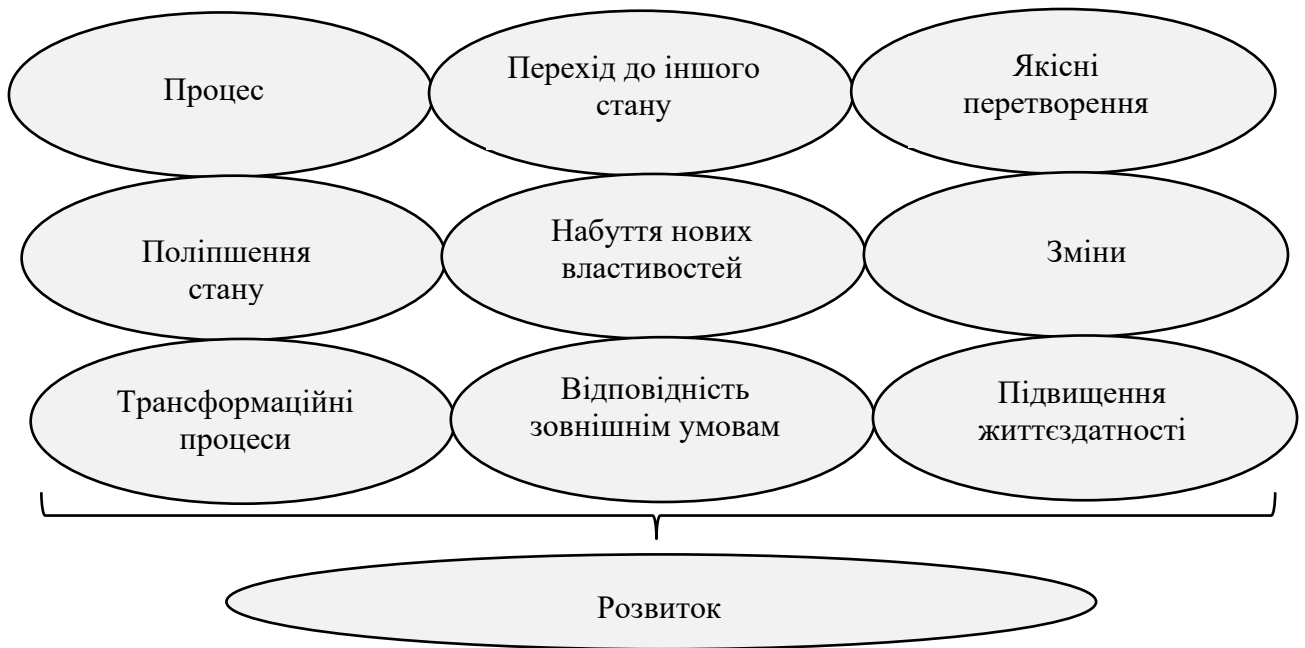 Процес
Перехід до іншого
стану
Якісні
перетворення
Поліпшення
стану
Набуття нових
властивостей
Зміни
Трансформаційні
процеси
Відповідність
зовнішнім умовам
Підвищення
життєздатності
Розвиток